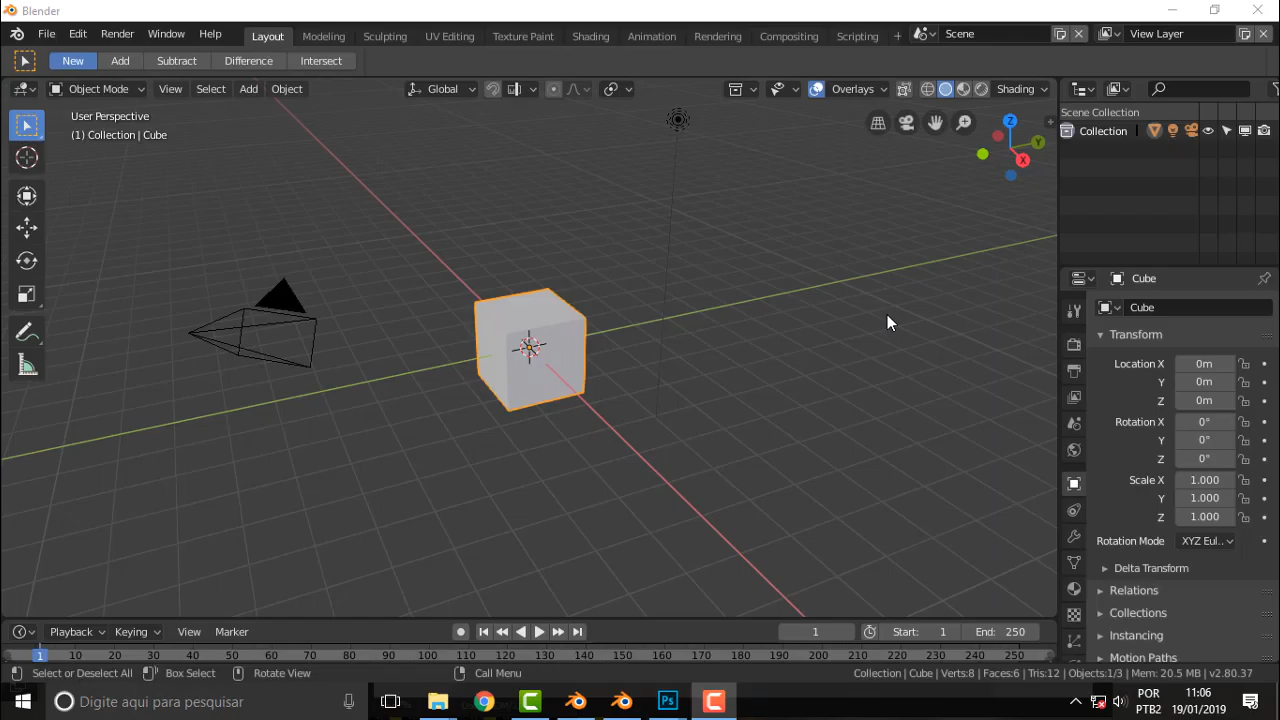 Blender
File Edit Render Window Help Layout Modeling Sculpting UV Editing Texture Paint Shading Animation Rendering Compositing Scripting + Scene View Layer
New Add Subtract Difference Intersect
Object Mode View Select Add Object Global Overlays Shading
User Perspective
(1) Collection | Cube
Z
Y
X
Scene Collection
Collection
Cube
Cube
Transform
Location X 0m
Y 0m
Z 0m
Rotation X 0°
Y 0°
Z 0°
Scale X 1.000
Y 1.000
Z 1.000
Rotation Mode XYZ Eul..
Delta Transform
Relations
Collections
Instancing
Motion Paths
Playback Keying View Marker 1 Start: 1 End: 250
1 10 20 30 40 50 60 70 80 90 100 110 120 130 140 150 160 170 180 190 200 210 220 230 240 250
Select or Deselect All Box Select Rotate View Call Menu Collection | Cube | Verts:8 | Faces:6 | Tris:12 | Objects:1/3 | Mem: 20.5 MB | v2.80.37
Digite aqui para pesquisar Ps C C POR 11:06
PTB2 19/01/2019